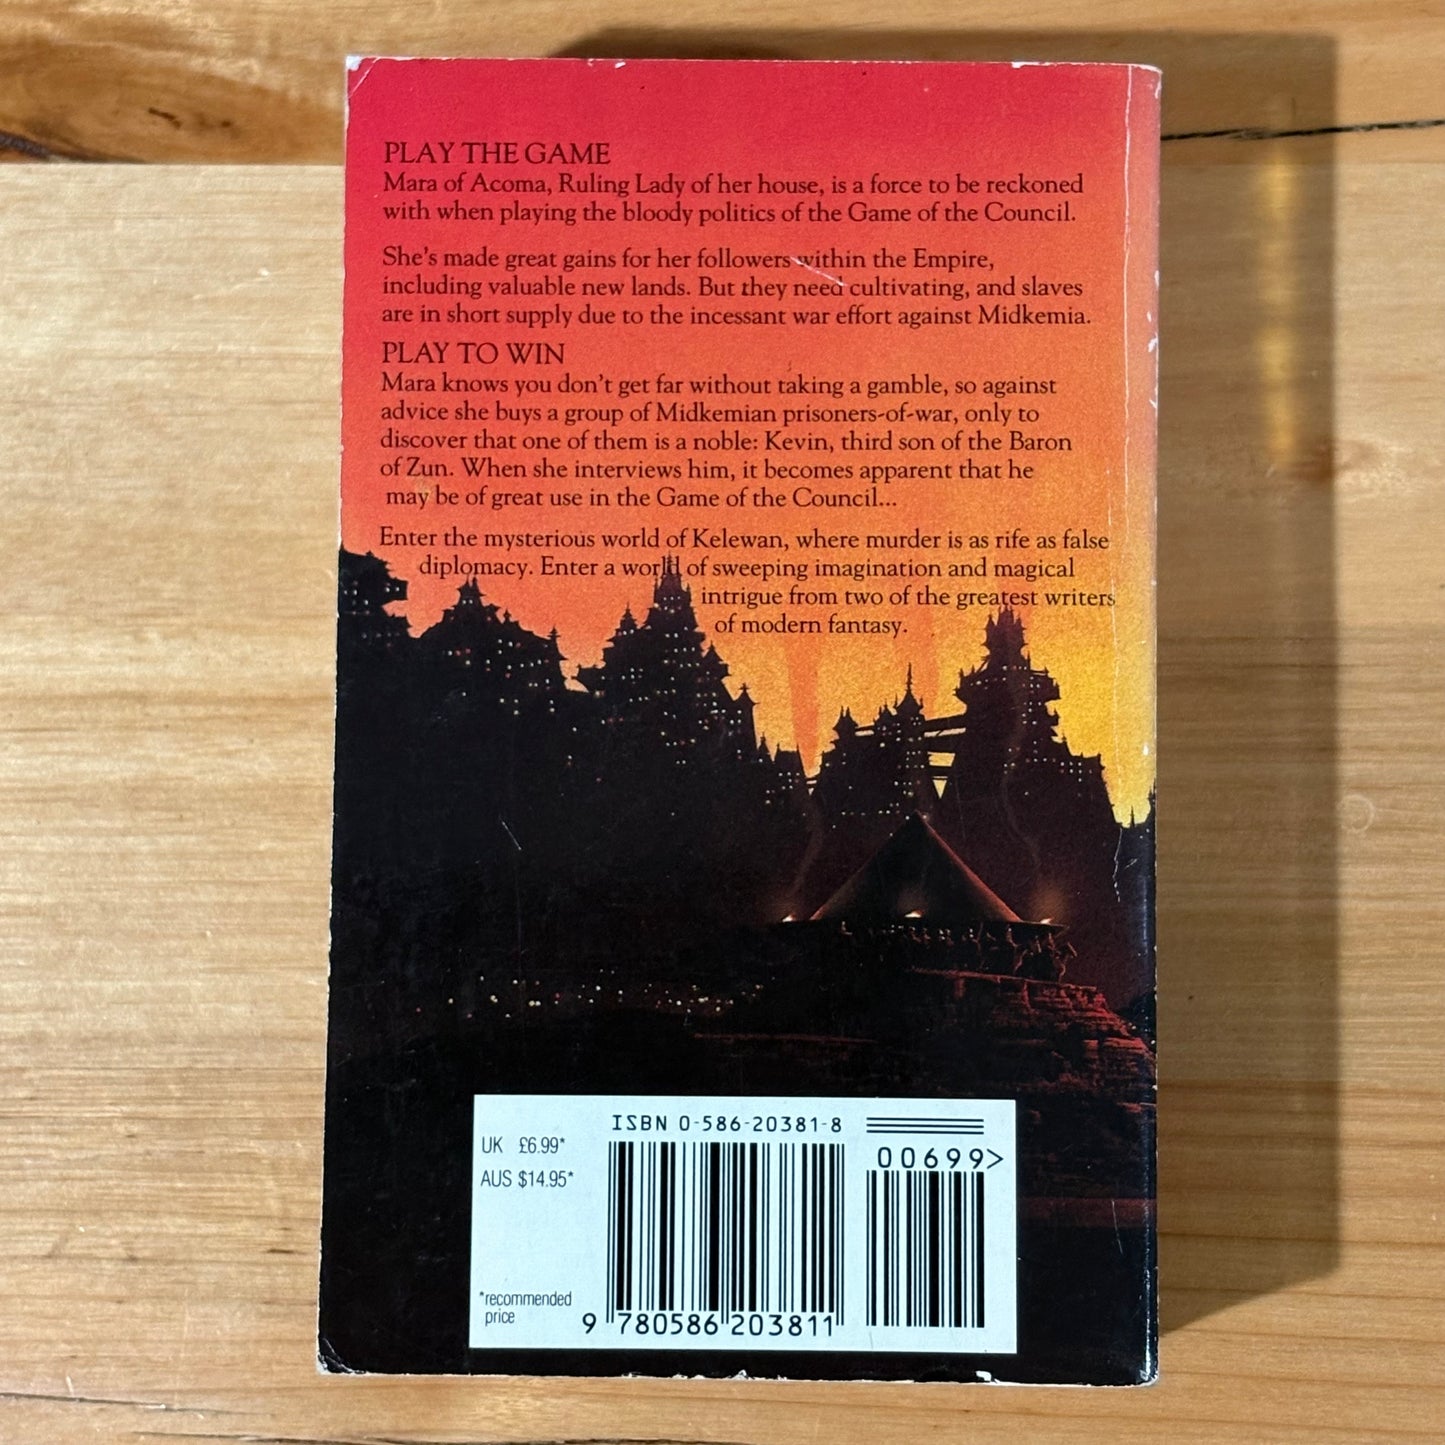 PLAY THE GAME
Mara of Acoma, Ruling Lady of her house, is a force to be reckoned
with when playing the bloody politics of the Game of the Council.
She's made great gains for her followers within the Empire,
including valuable new lands. But they need cultivating, and slaves
are in short supply due to the incessant war effort against Midkemia.
PLAY TO WIN
Mara knows you don't get far without taking a gamble, so against
advice she buys a group of Midkemian prisoners-of-war, only to
discover that one of them is a noble: Kevin, third son of the Baron
of Zun. When she interviews him, it becomes apparent that he
may be of great use in the Game of the Council...
Enter the mysterious world of Kelewan, where murder is as rife as false
diplomacy. Enter a world of sweeping imagination and magical
intrigue from two of the greatest writers
of modern fantasy.
ISBN 0-586-20381-8
UK £6.99*
AUS $14.95*
00699>
*recommended
price
9 780586 203811